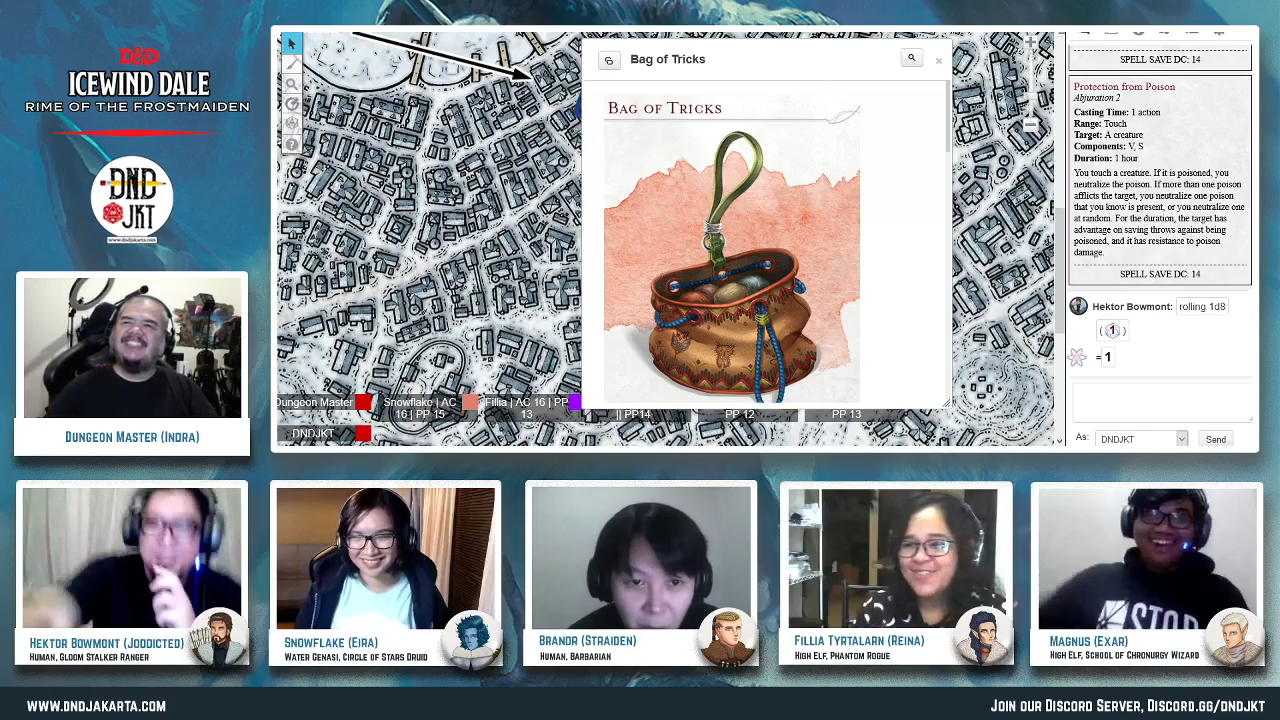 D&D
ICEWIND DALE
RIME OF THE FROSTMAIDEN
DND
JKT
www.dndjakarta.com
DUNGEON MASTER (INDRA)
Bag of Tricks
BAG OF TRICKS
Dungeon Master
Snowflake | AC
16 | PP 15
Fillia | AC 16 | PP
13
|| PP14
PP 12
PP 13
DNDJKT
SPELL SAVE DC: 14
Protection from Poison
Abjuration 2
Casting Time: 1 action
Range: Touch
Target: A creature
Components: V, S
Duration: 1 hour
You touch a creature. If it is poisoned, you
neutralize the poison. If more than one poison
afflicts the target, you neutralize one poison
that you know is present, or you neutralize one
at random. For the duration, the target has
advantage on saving throws against being
poisoned, and it has resistance to poison
damage.
SPELL SAVE DC: 14
Hektor Bowmont: rolling 1d8
(1)
=1
As: DNDJKT Send
HEKTOR BOWMONT (JODDICTED)
HUMAN, GLOOM STALKER RANGER
SNOWFLAKE (EIRA)
WATER GENASI, CIRCLE OF STARS DRUID
BRANDR (STRAIDEN)
HUMAN, BARBARIAN
FILLIA TYRTALARN (REINA)
HIGH ELF, PHANTOM ROGUE
MAGNUS (EXAR)
HIGH ELF, SCHOOL OF CHRONURGY WIZARD
WWW.DNDJAKARTA.COM
JOIN OUR DISCORD SERVER, DISCORD.GG/DNDJKT